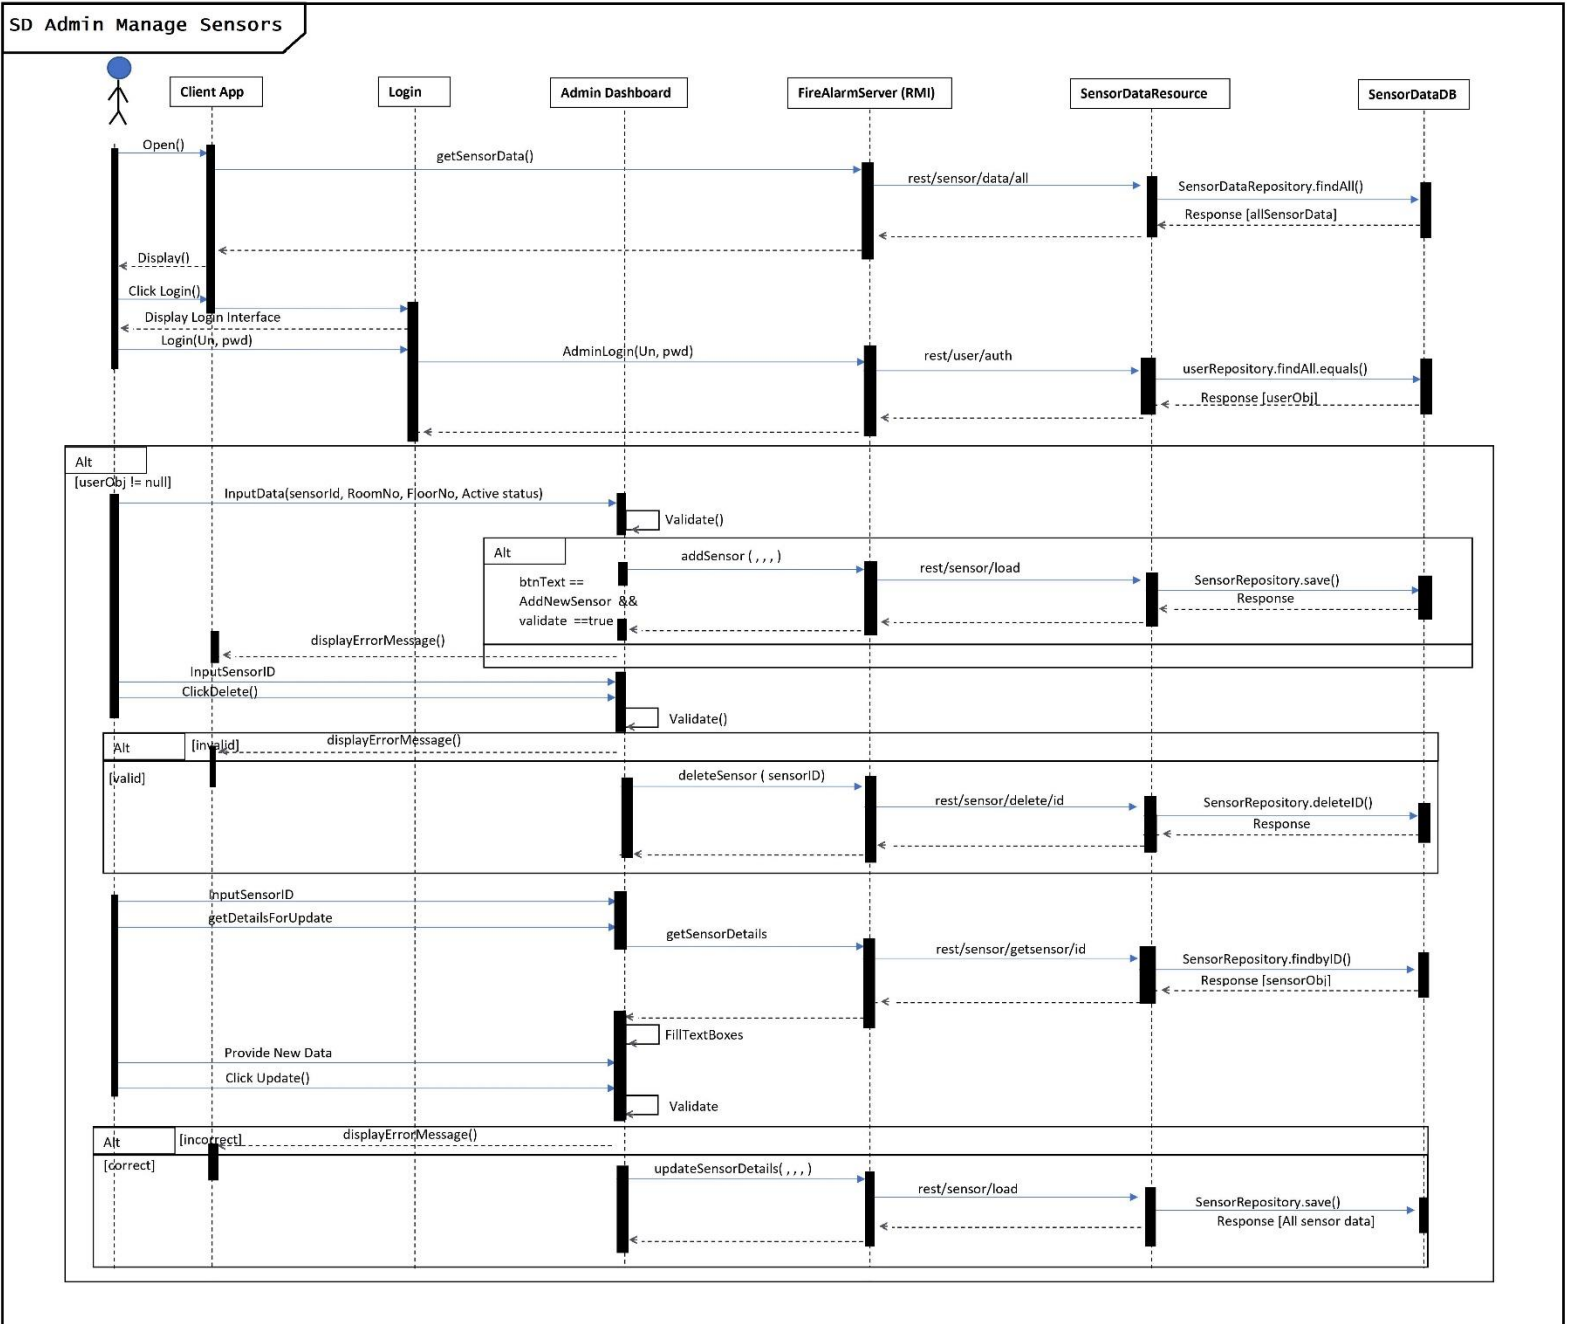 SD Admin Manage Sensors
Client App
Login
Admin Dashboard
FireAlarmServer (RMI)
SensorDataResource
SensorDataDB
Open()
getSensorData()
rest/sensor/data/all
SensorDataRepository.findAll()
Response [allSensorData]
Display()
Click Login()
Display Login Interface
Login(Un, pwd)
AdminLogin(Un, pwd)
rest/user/auth
userRepository.findAll.equals()
Response [userObj]
Alt
[userObj != null]
InputData(sensorId, RoomNo, FloorNo, Active status)
Validate()
Alt
addSensor ( , , , )
rest/sensor/load
SensorRepository.save()
Response
btnText ==
AddNewSensor &&
validate ==true
displayErrorMessage()
InputSensorID
ClickDelete()
Validate()
Alt
[invalid]
displayErrorMessage()
[valid]
deleteSensor ( sensorID)
rest/sensor/delete/id
SensorRepository.deleteID()
Response
InputSensorID
getDetailsForUpdate
getSensorDetails
rest/sensor/getsensor/id
SensorRepository.findbyID()
Response [sensorObj]
FillTextBoxes
Provide New Data
Click Update()
Validate
Alt
[incorrect]
displayErrorMessage()
[correct]
updateSensorDetails( , , , )
rest/sensor/load
SensorRepository.save()
Response [All sensor data]